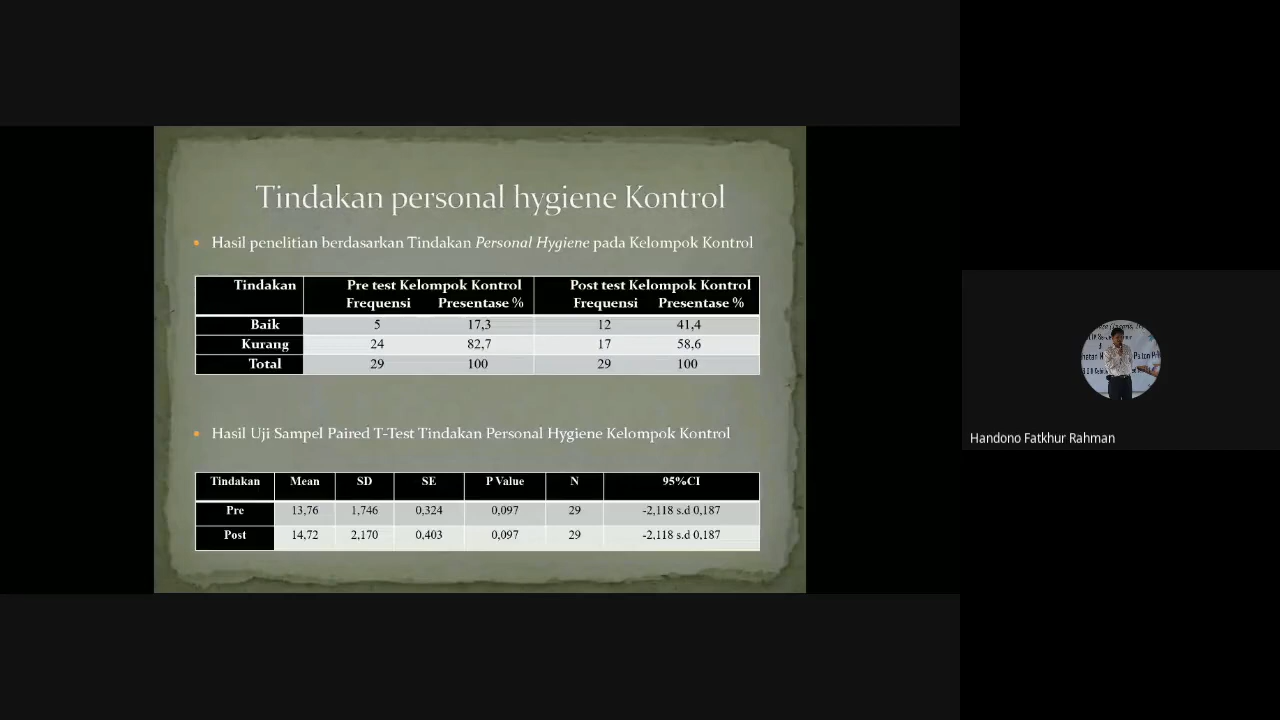 Tindakan personal hygiene Kontrol
Hasil penelitian berdasarkan Tindakan Personal Hygiene pada Kelompok Kontrol
Tindakan Pre test Kelompok Kontrol Post test Kelompok Kontrol
Frequensi Presentase % Frequensi Presentase %
Baik 5 17,3 12 41,4
Kurang 24 82,7 17 58,6
Total 29 100 29 100
Hasil Uji Sampel Paired T-Test Tindakan Personal Hygiene Kelompok Kontrol
Tindakan Mean SD SE P Value N 95%CI
Pre 13,76 1,746 0,324 0,097 29 -2,118 s.d 0,187
Post 14,72 2,170 0,403 0,097 29 -2,118 s.d 0,187
Handono Fatkhur Rahman